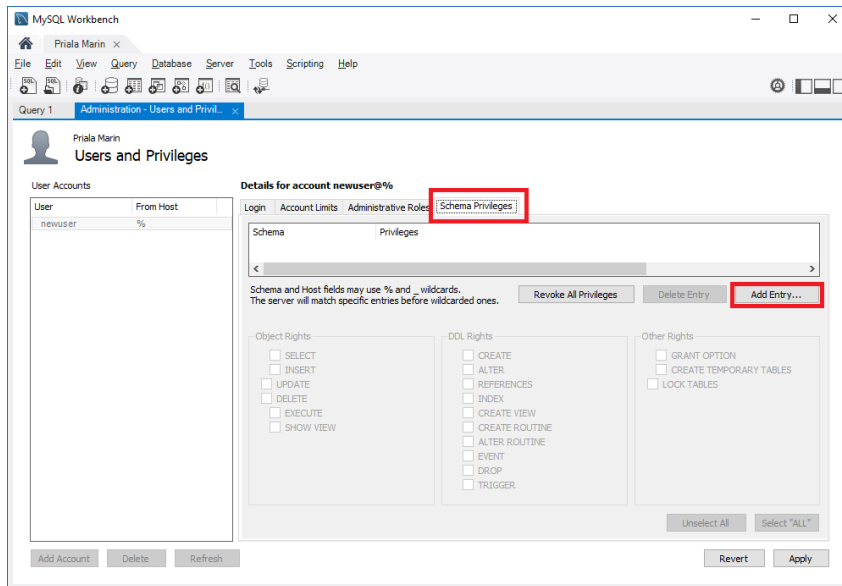 MySQL Workbench
Priala Marin ×
File Edit View Query Database Server Tools Scripting Help
Query 1 Administration - Users and Privil... ×
Priala Marin
Users and Privileges
User Accounts
User From Host
newuser %
Details for account newuser@%
Login Account Limits Administrative Roles Schema Privileges
Schema Privileges
Schema and Host fields may use % and _ wildcards.
The server will match specific entries before wildcarded ones.
Revoke All Privileges Delete Entry Add Entry...
Object Rights
SELECT
INSERT
UPDATE
DELETE
EXECUTE
SHOW VIEW
DDL Rights
CREATE
ALTER
REFERENCES
INDEX
CREATE VIEW
CREATE ROUTINE
ALTER ROUTINE
EVENT
DROP
TRIGGER
Other Rights
GRANT OPTION
CREATE TEMPORARY TABLES
LOCK TABLES
Unselect All Select "ALL"
Add Account Delete Refresh Revert Apply